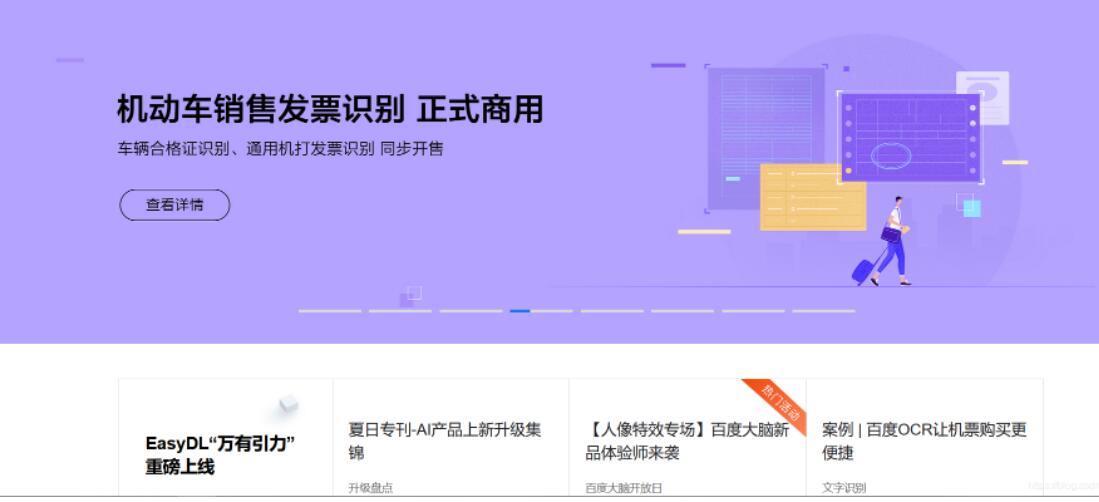 机动车销售发票识别 正式商用
车辆合格证识别、通用机打发票识别 同步开售
查看详情
热门活动
EasyDL“万有引力”
重磅上线
夏日专刊-AI产品上新升级集
锦
升级盘点
【人像特效专场】百度大脑新
品体验师来袭
百度大脑开放日
案例 | 百度OCR让机票购买更
便捷
文字识别